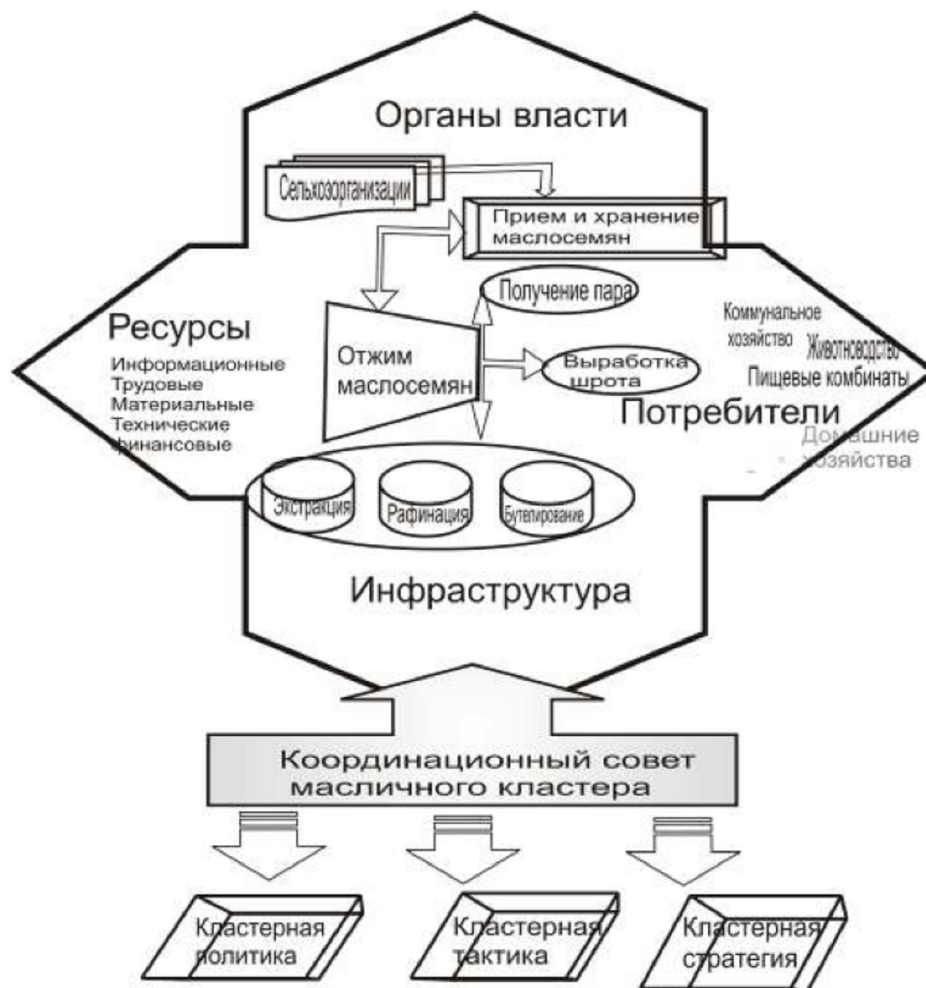 Органы власти
Сельхозорганизации
Прием и хранение
маслосемян
Получение пара
Ресурсы
Информационные
Трудовые
Материальные
Технические
финансовые
Отжим
маслосемян
Выработка
шрота
Коммунальное
хозяйство
Животноводство
Пищевые комбинаты
Потребители
Домашние
хозяйства
Экстракция
Рафинация
Бутелирование
Инфраструктура
Координационный совет
масличного кластера
Кластерная
политика
Кластерная
тактика
Кластерная
стратегия